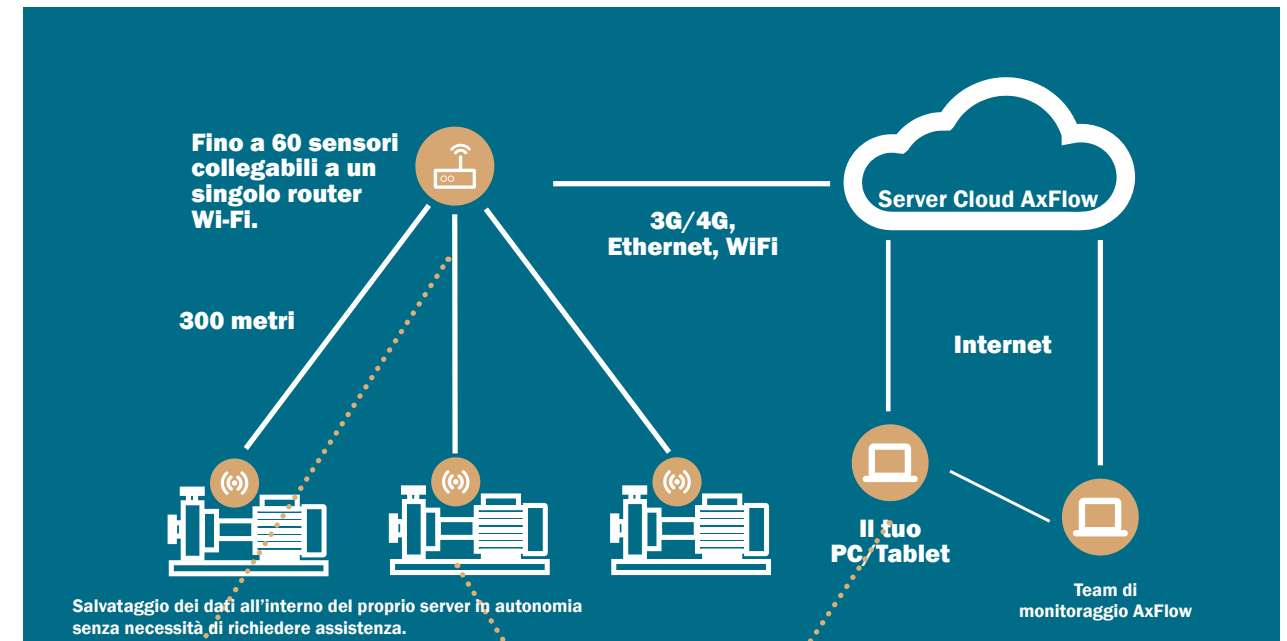 Fino a 60 sensori
collegabili a un
singolo router
Wi-Fi.
300 metri
3G/4G,
Ethernet, WiFi
Server Cloud AxFlow
Internet
Il tuo
PC/Tablet
Team di
monitoraggio AxFlow
Salvataggio dei dati all’interno del proprio server in autonomia
senza necessità di richiedere assistenza.